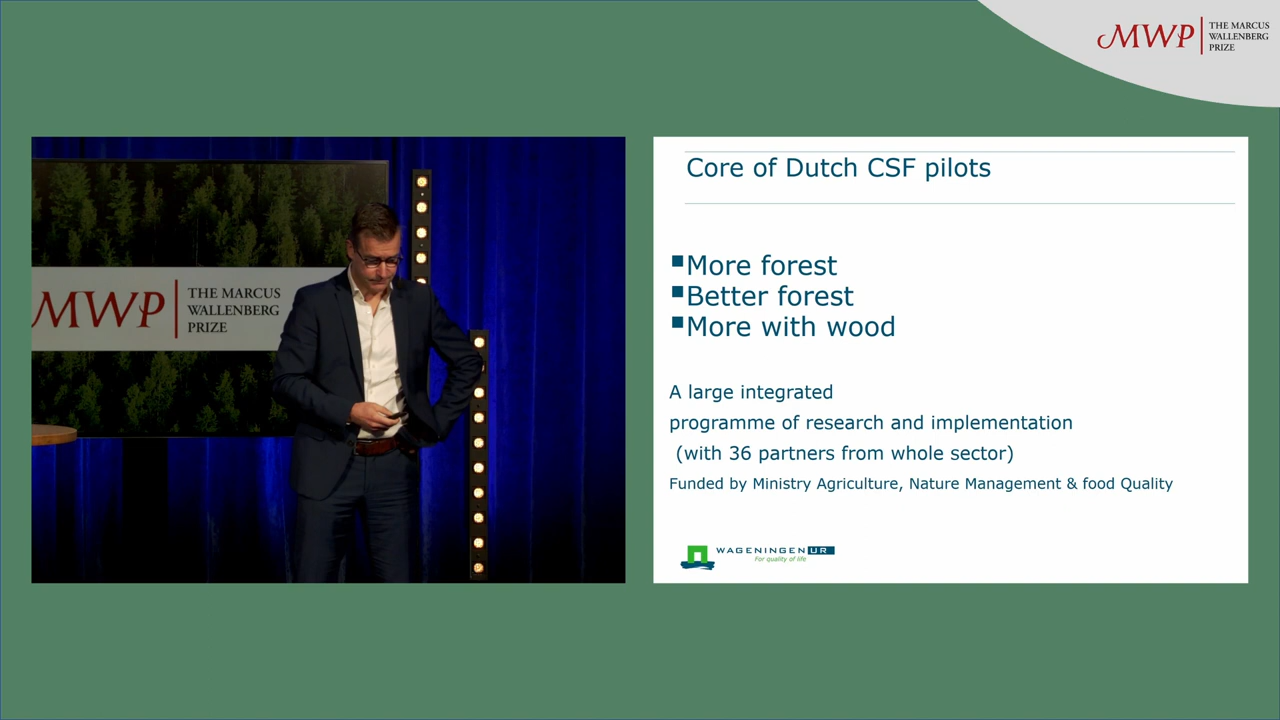 MWP
THE MARCUS
WALLENBERG
PRIZE
MWP
THE MARCUS
WALLENBERG
PRIZE
Core of Dutch CSF pilots
▪More forest
▪Better forest
▪More with wood
A large integrated
programme of research and implementation
(with 36 partners from whole sector)
Funded by Ministry Agriculture, Nature Management & food Quality
WAGENINGEN UR
For quality of life